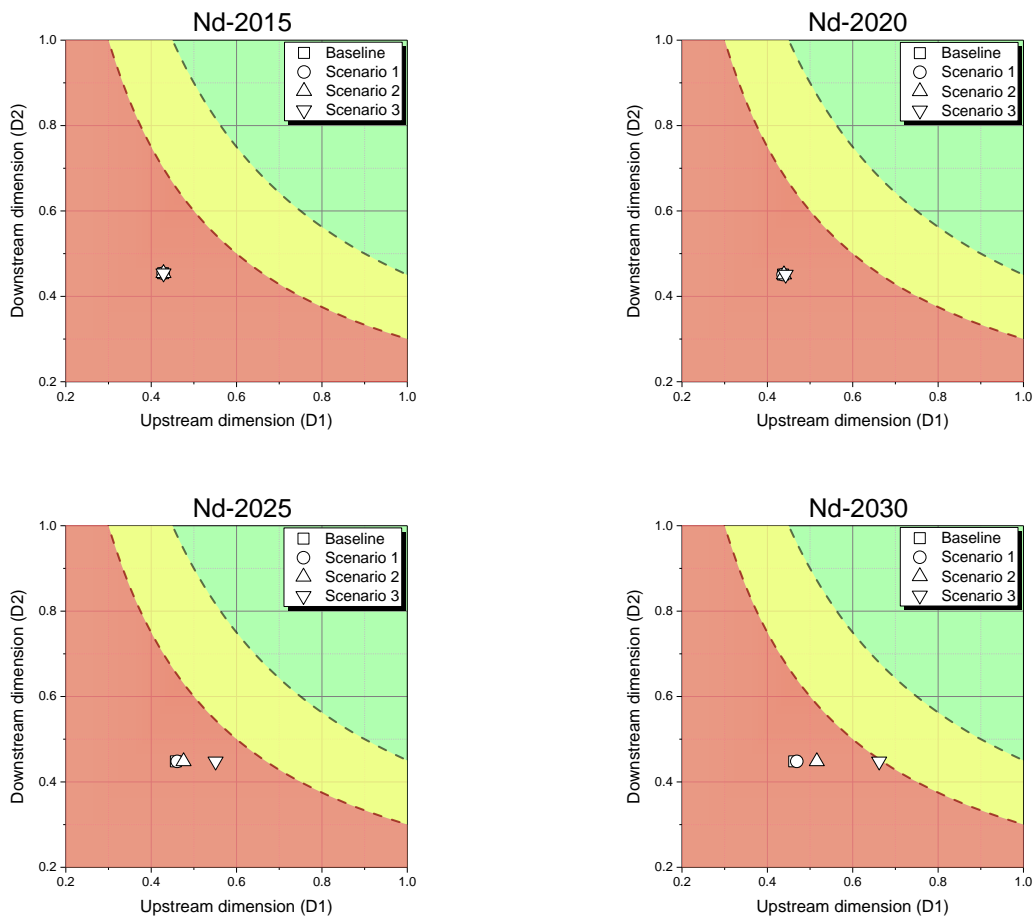 Nd-2015
Baseline
Scenario 1
Scenario 2
Scenario 3
Downstream dimension (D2)
1.0
0.8
0.6
0.4
0.2
0.2 0.4 0.6 0.8 1.0
Upstream dimension (D1)
Nd-2020
Baseline
Scenario 1
Scenario 2
Scenario 3
Downstream dimension (D2)
1.0
0.8
0.6
0.4
0.2
0.2 0.4 0.6 0.8 1.0
Upstream dimension (D1)
Nd-2025
Baseline
Scenario 1
Scenario 2
Scenario 3
Downstream dimension (D2)
1.0
0.8
0.6
0.4
0.2
0.2 0.4 0.6 0.8 1.0
Upstream dimension (D1)
Nd-2030
Baseline
Scenario 1
Scenario 2
Scenario 3
Downstream dimension (D2)
1.0
0.8
0.6
0.4
0.2
0.2 0.4 0.6 0.8 1.0
Upstream dimension (D1)